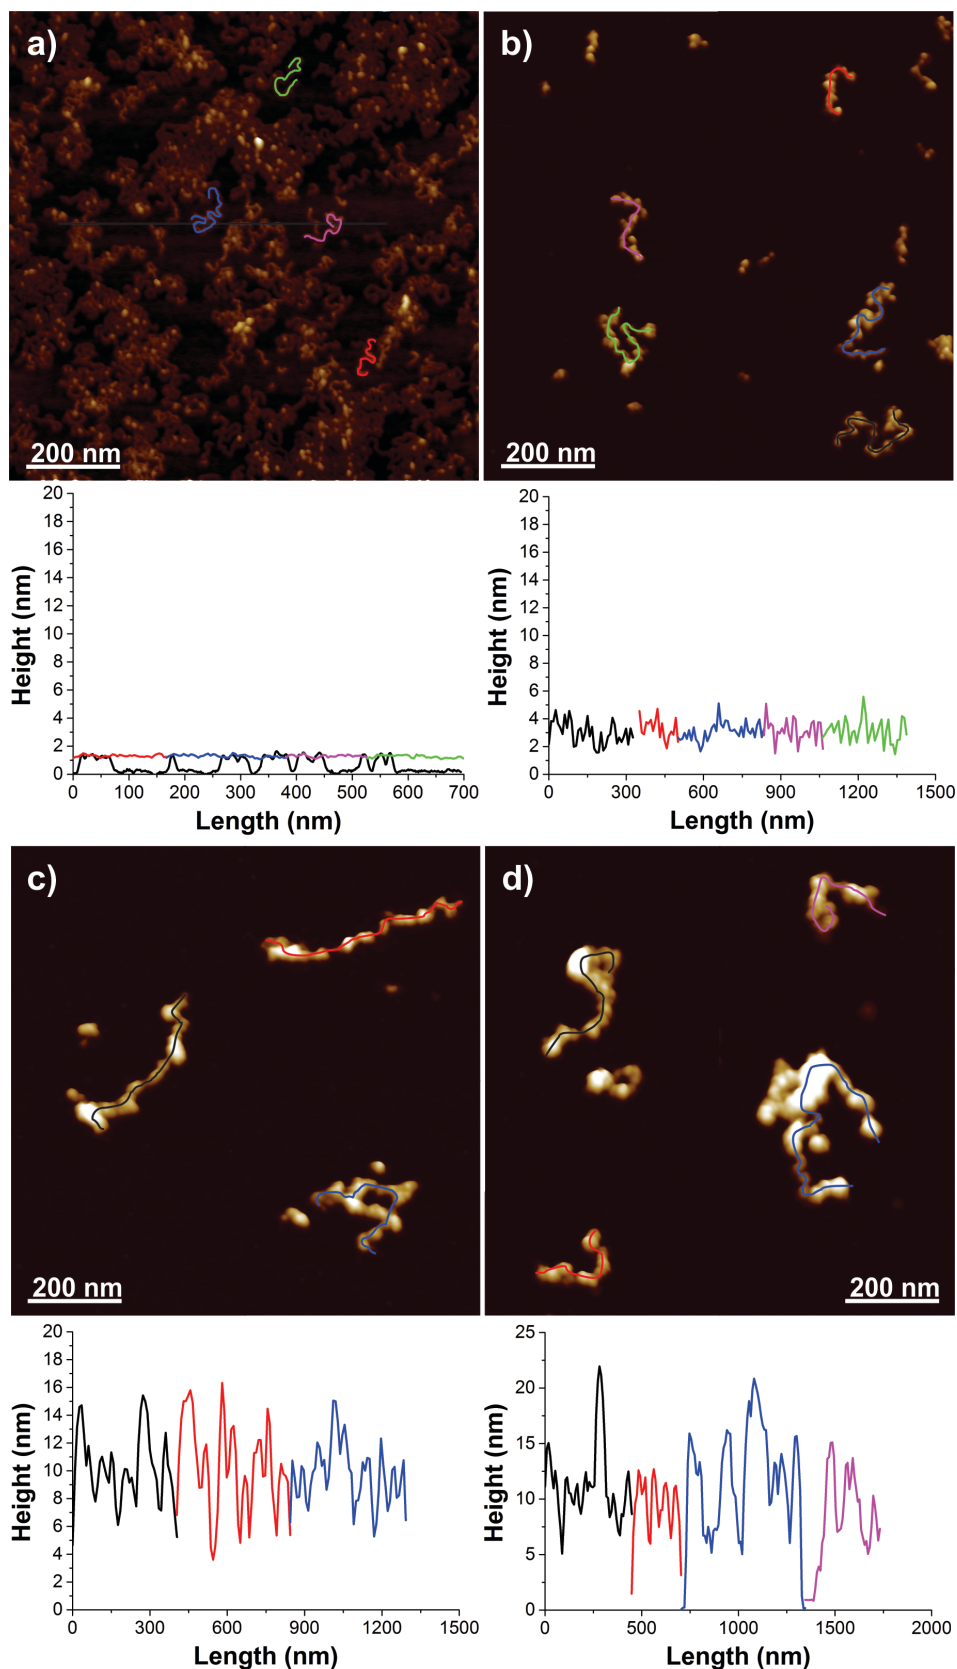 a)
b)
200 nm
200 nm
20
18
16
14
12
10
8
6
4
2
0
Height (nm)
0 100 200 300 400 500 600 700
Length (nm)
20
18
16
14
12
10
8
6
4
2
0
Height (nm)
0 300 600 900 1200 1500
Length (nm)
c)
d)
200 nm
200 nm
20
18
16
14
12
10
8
6
4
2
0
Height (nm)
0 300 600 900 1200 1500
Length (nm)
25
20
15
10
5
0
Height (nm)
0 500 1000 1500 2000
Length (nm)